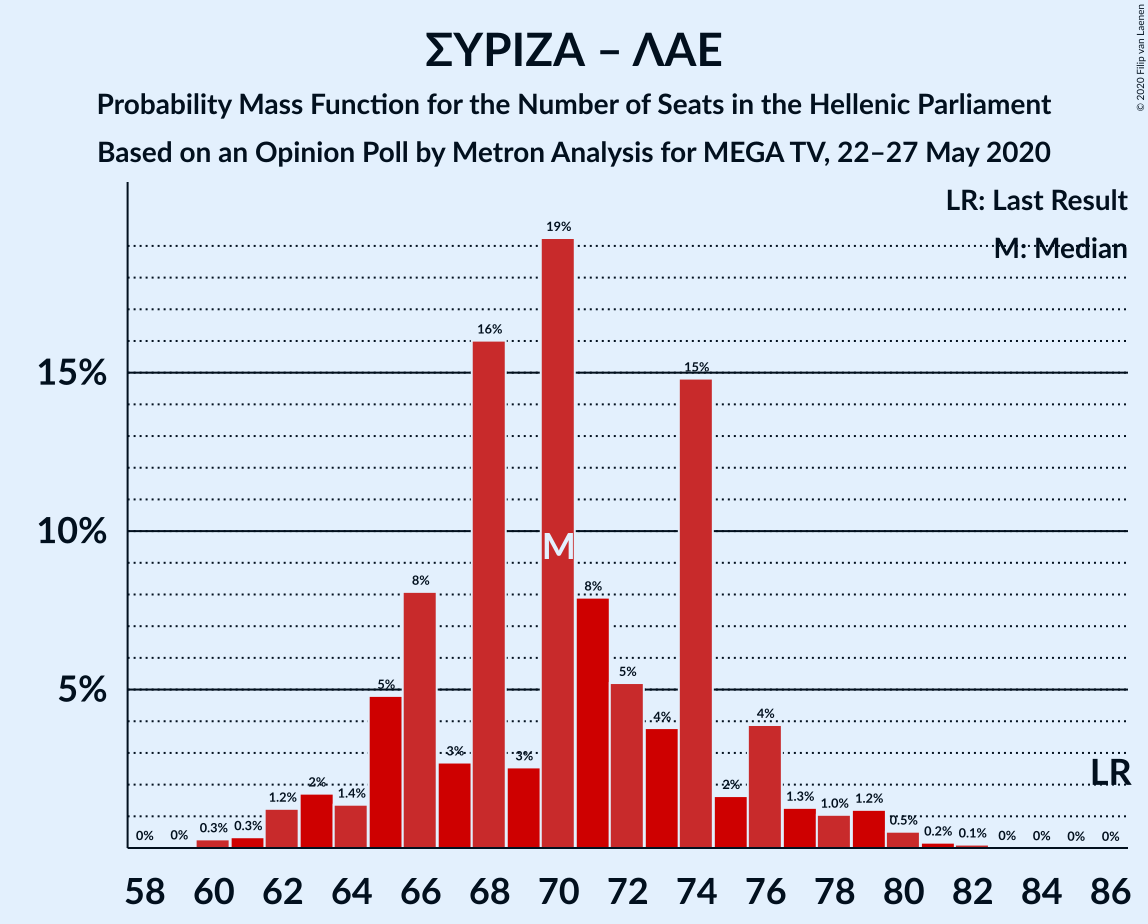 ΣΥΡΙΖΑ – ΛΑΕ
Probability Mass Function for the Number of Seats in the Hellenic Parliament
Based on an Opinion Poll by Metron Analysis for MEGA TV, 22–27 May 2020
© 2020 Filip van Laenen
LR: Last Result
M: Median
15%
10%
5%
0% 0% 0.3% 0.3% 1.2% 2% 1.4% 5% 8% 3% 16% 3% 19% 8% 5% 4% 15% 2% 4% 1.3% 1.0% 1.2% 0.5% 0.2% 0.1% 0% 0% 0% 0%
M
LR
58 60 62 64 66 68 70 72 74 76 78 80 82 84 86